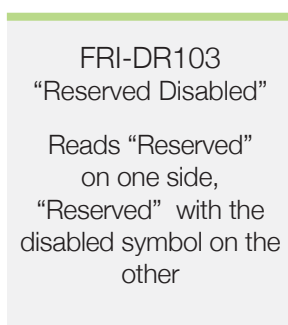 FRI-DR103
“Reserved Disabled”
Reads “Reserved”
on one side,
“Reserved”  with the
disabled symbol on the
other